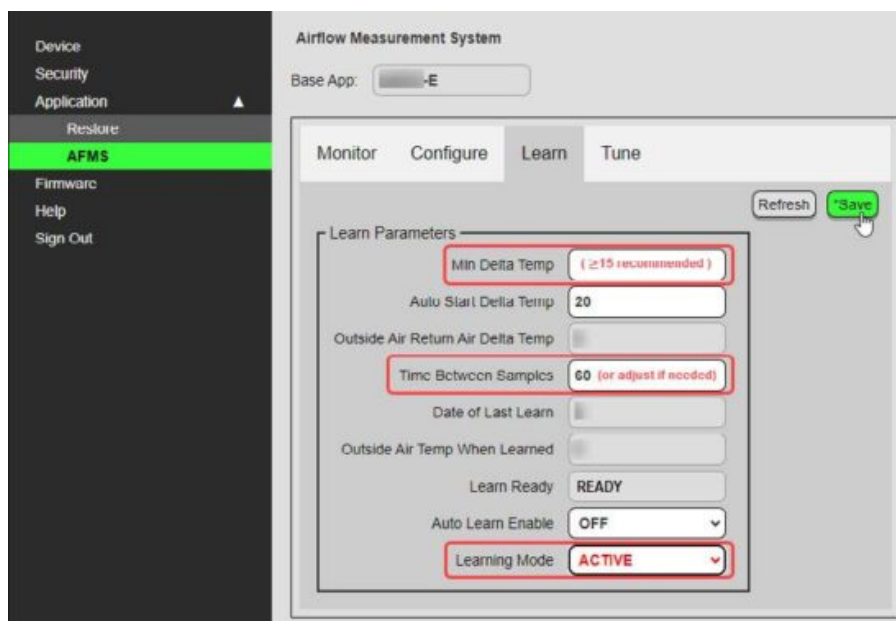 Device
Security
Application ▲
Restore
AFMS
Firmware
Help
Sign Out
Airflow Measurement System
Base App: -E
Monitor Configure Learn Tune
Refresh *Save
Learn Parameters
Min Delta Temp (≥15 recommended)
Auto Start Delta Temp 20
Outside Air Return Air Delta Temp
Time Between Samples 60 (or adjust if needed)
Date of Last Learn
Outside Air Temp When Learned
Learn Ready READY
Auto Learn Enable OFF
Learning Mode ACTIVE